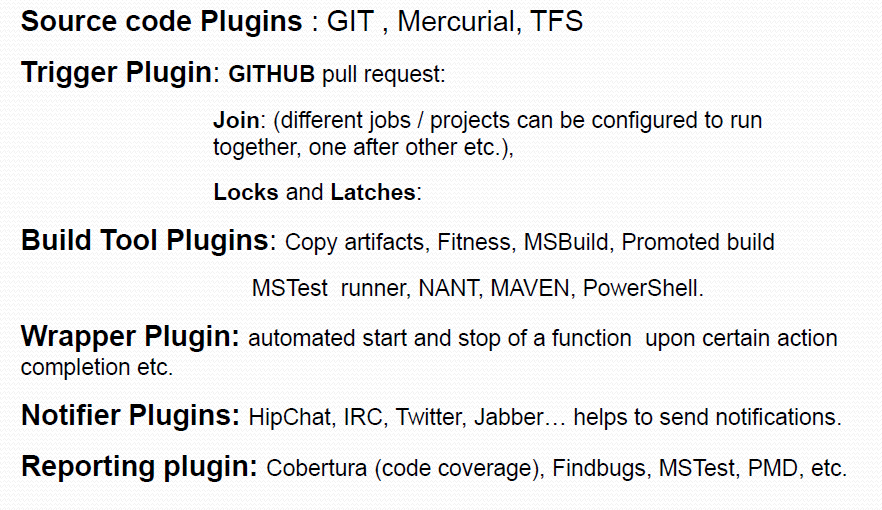 Source code Plugins : GIT , Mercurial, TFS
Trigger Plugin: GITHUB pull request:
Join: (different jobs / projects can be configured to run
together, one after other etc.),
Locks and Latches:
Build Tool Plugins: Copy artifacts, Fitness, MSBuild, Promoted build
MSTest runner, NANT, MAVEN, PowerShell.
Wrapper Plugin: automated start and stop of a function upon certain action
completion etc.
Notifier Plugins: HipChat, IRC, Twitter, Jabber… helps to send notifications.
Reporting plugin: Cobertura (code coverage), Findbugs, MSTest, PMD, etc.